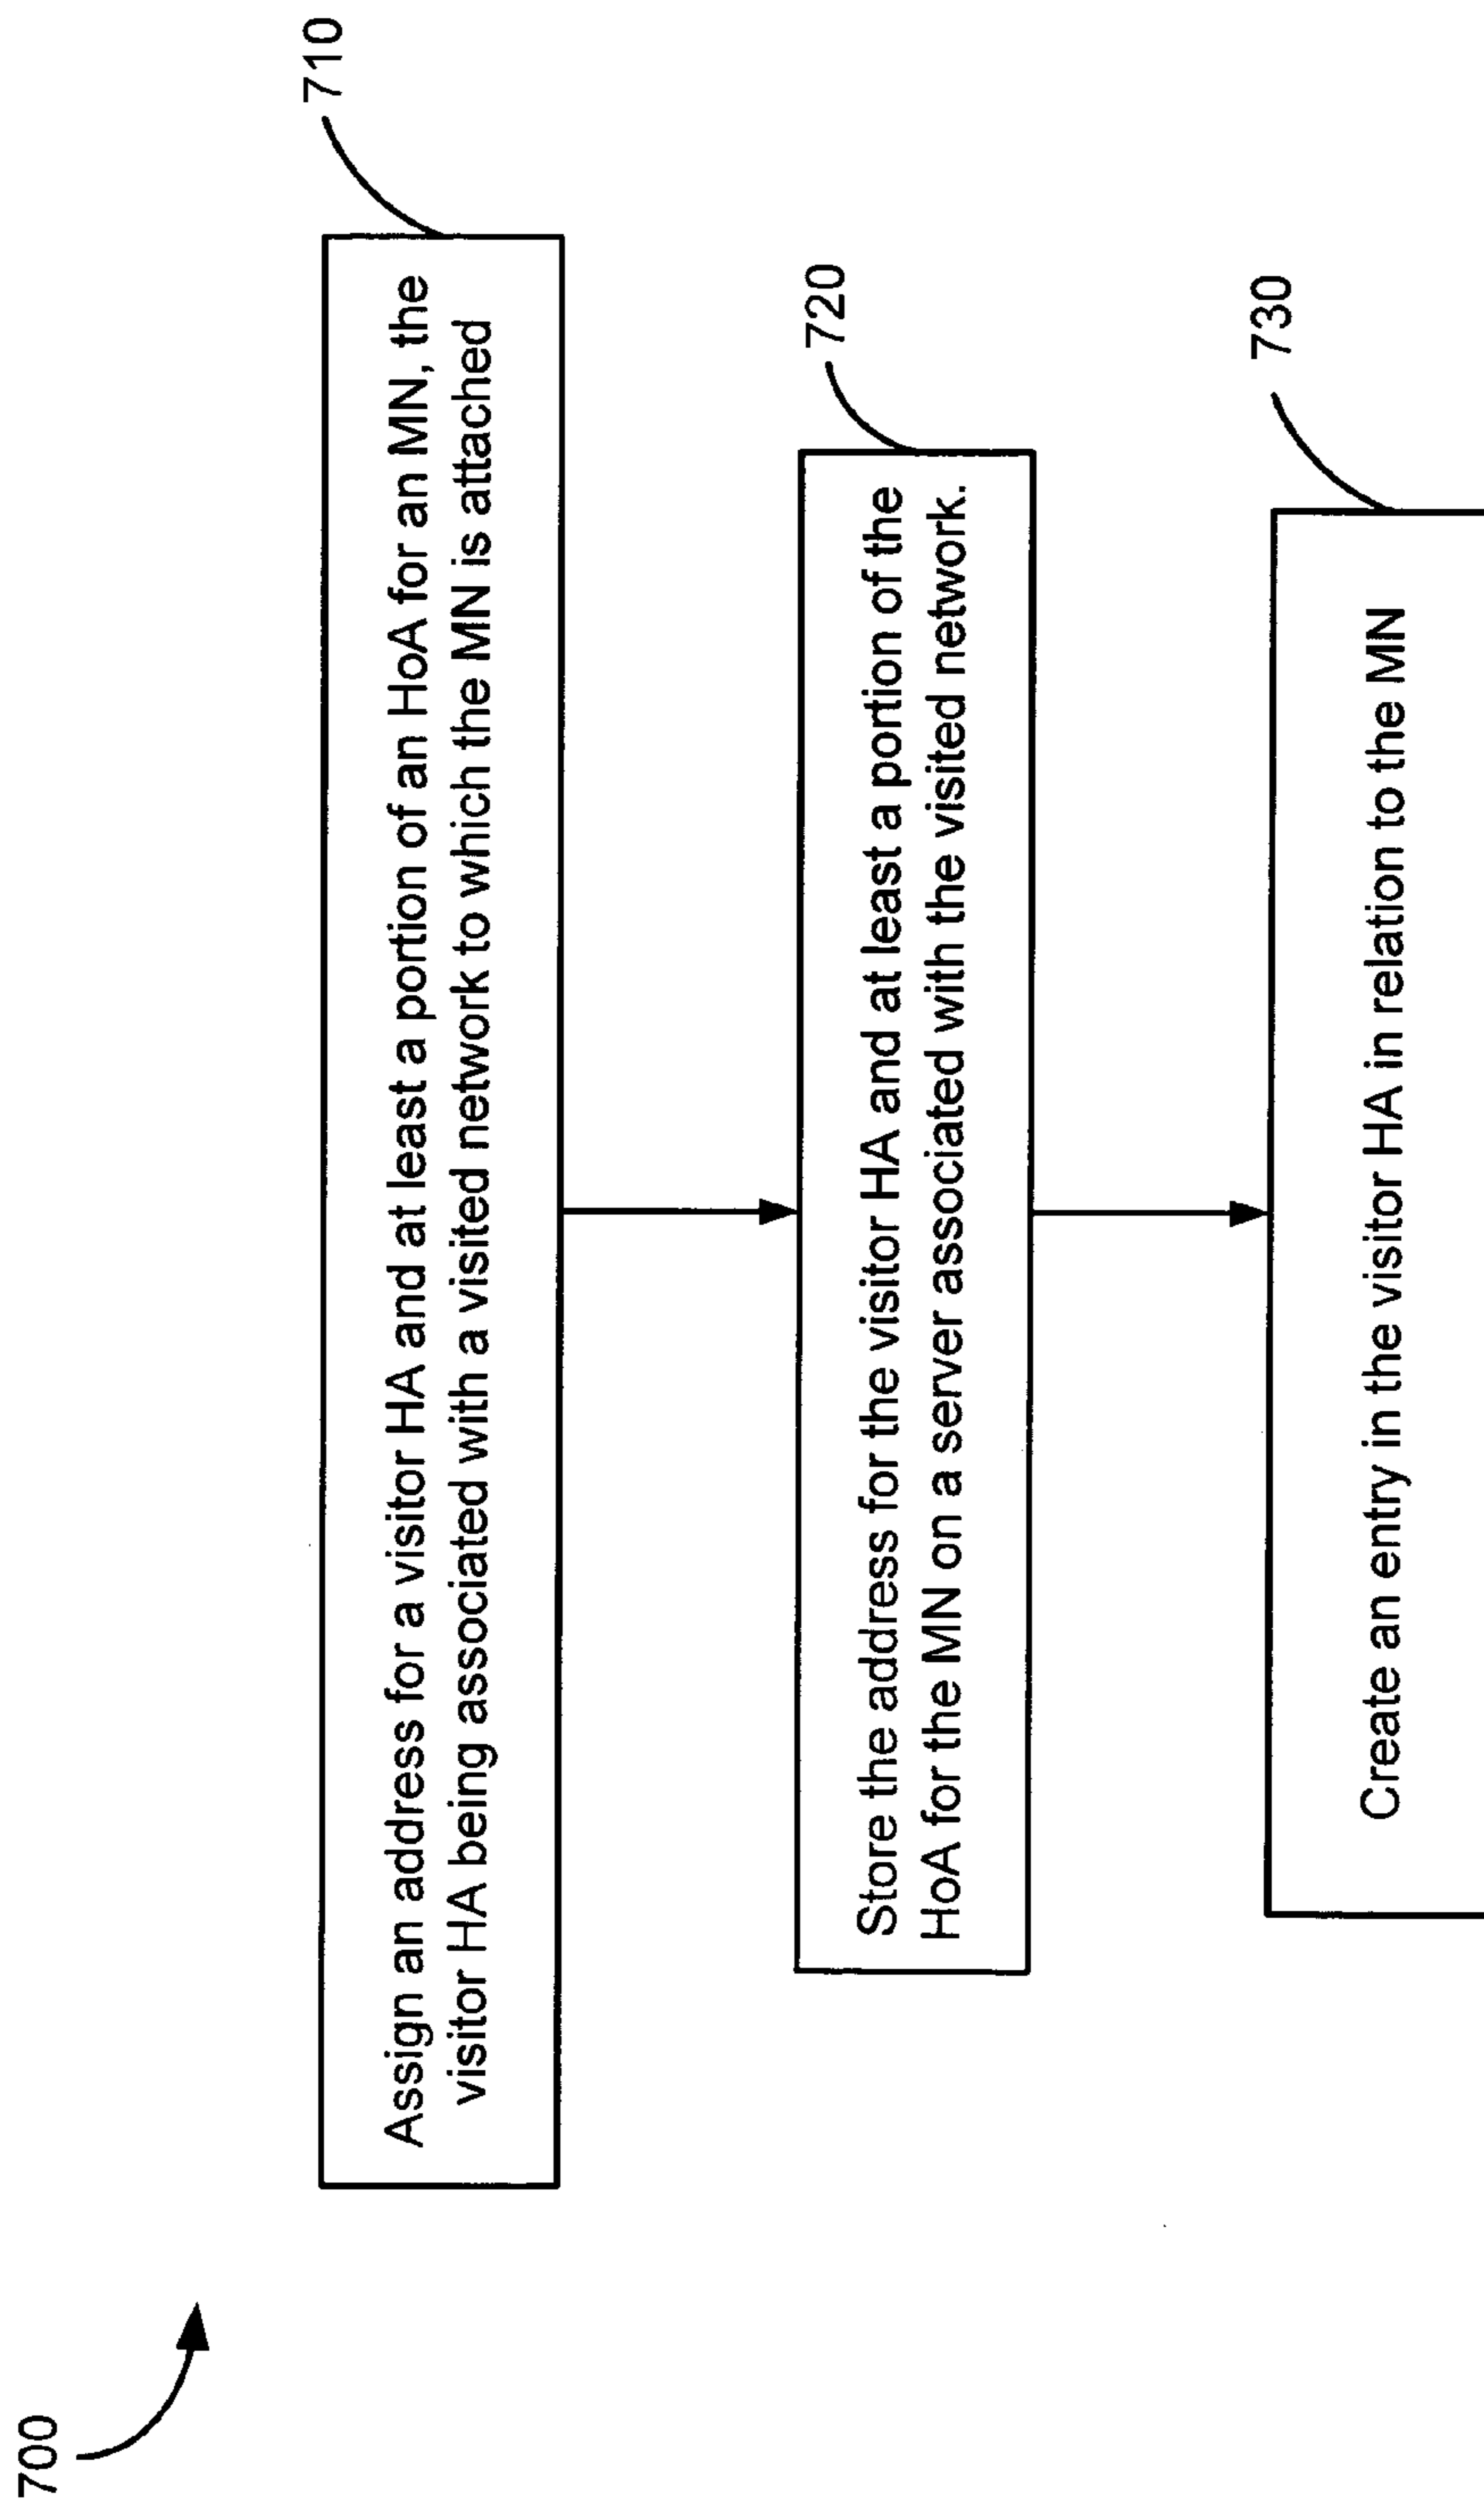 700
710
Assign an address for a visitor HA and at least a portion of an HoA for an MN, the
visitor HA being associated with a visited network to which the MN is attached
720
Store the address for the visitor HA and at least a portion of the
HoA for the MN on a server associated with the visited network.
730
Create an entry in the visitor HA in relation to the MN